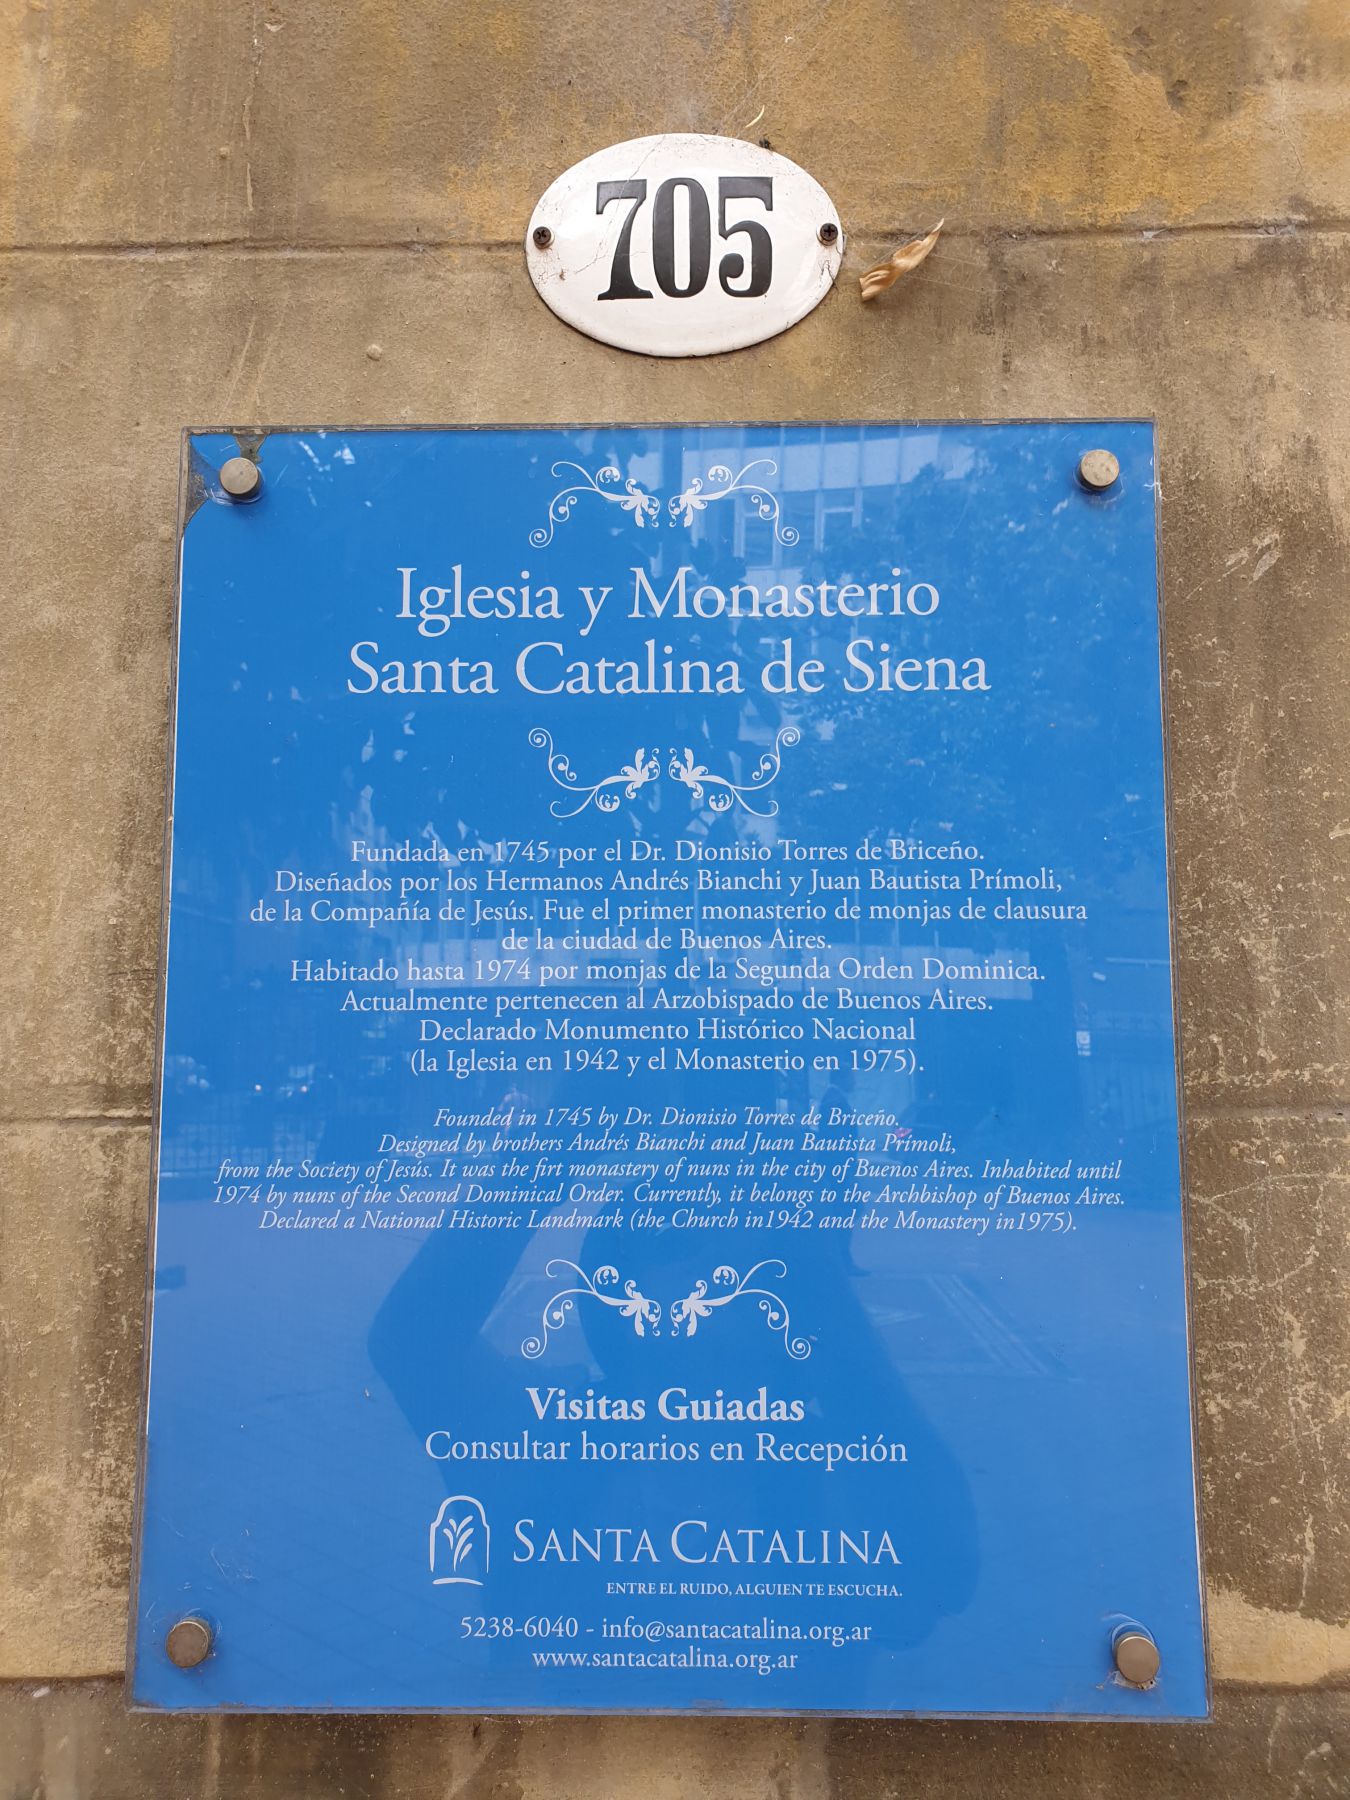 705
Iglesia y Monasterio
Santa Catalina de Siena
Fundada en 1745 por el Dr. Dionisio Torres de Briceño.
Diseñados por los Hermanos Andrés Bianchi y Juan Bautista Prímoli,
de la Compañía de Jesús. Fue el primer monasterio de monjas de clausura
de la ciudad de Buenos Aires.
Habitado hasta 1974 por monjas de la Segunda Orden Dominica.
Actualmente pertenecen al Arzobispado de Buenos Aires.
Declarado Monumento Histórico Nacional
(la Iglesia en 1942 y el Monasterio en 1975).
Founded in 1745 by Dr. Dionisio Torres de Briceño.
Designed by brothers Andrés Bianchi and Juan Bautista Prímoli,
from the Society of Jesús. It was the firt monastery of nuns in the city of Buenos Aires. Inhabited until
1974 by nuns of the Second Dominical Order. Currently, it belongs to the Archbishop of Buenos Aires.
Declared a National Historic Landmark (the Church in1942 and the Monastery in1975).
Visitas Guiadas
Consultar horarios en Recepción
SANTA CATALINA
ENTRE EL RUIDO, ALGUIEN TE ESCUCHA.
5238-6040 - info@santacatalina.org.ar
www.santacatalina.org.ar